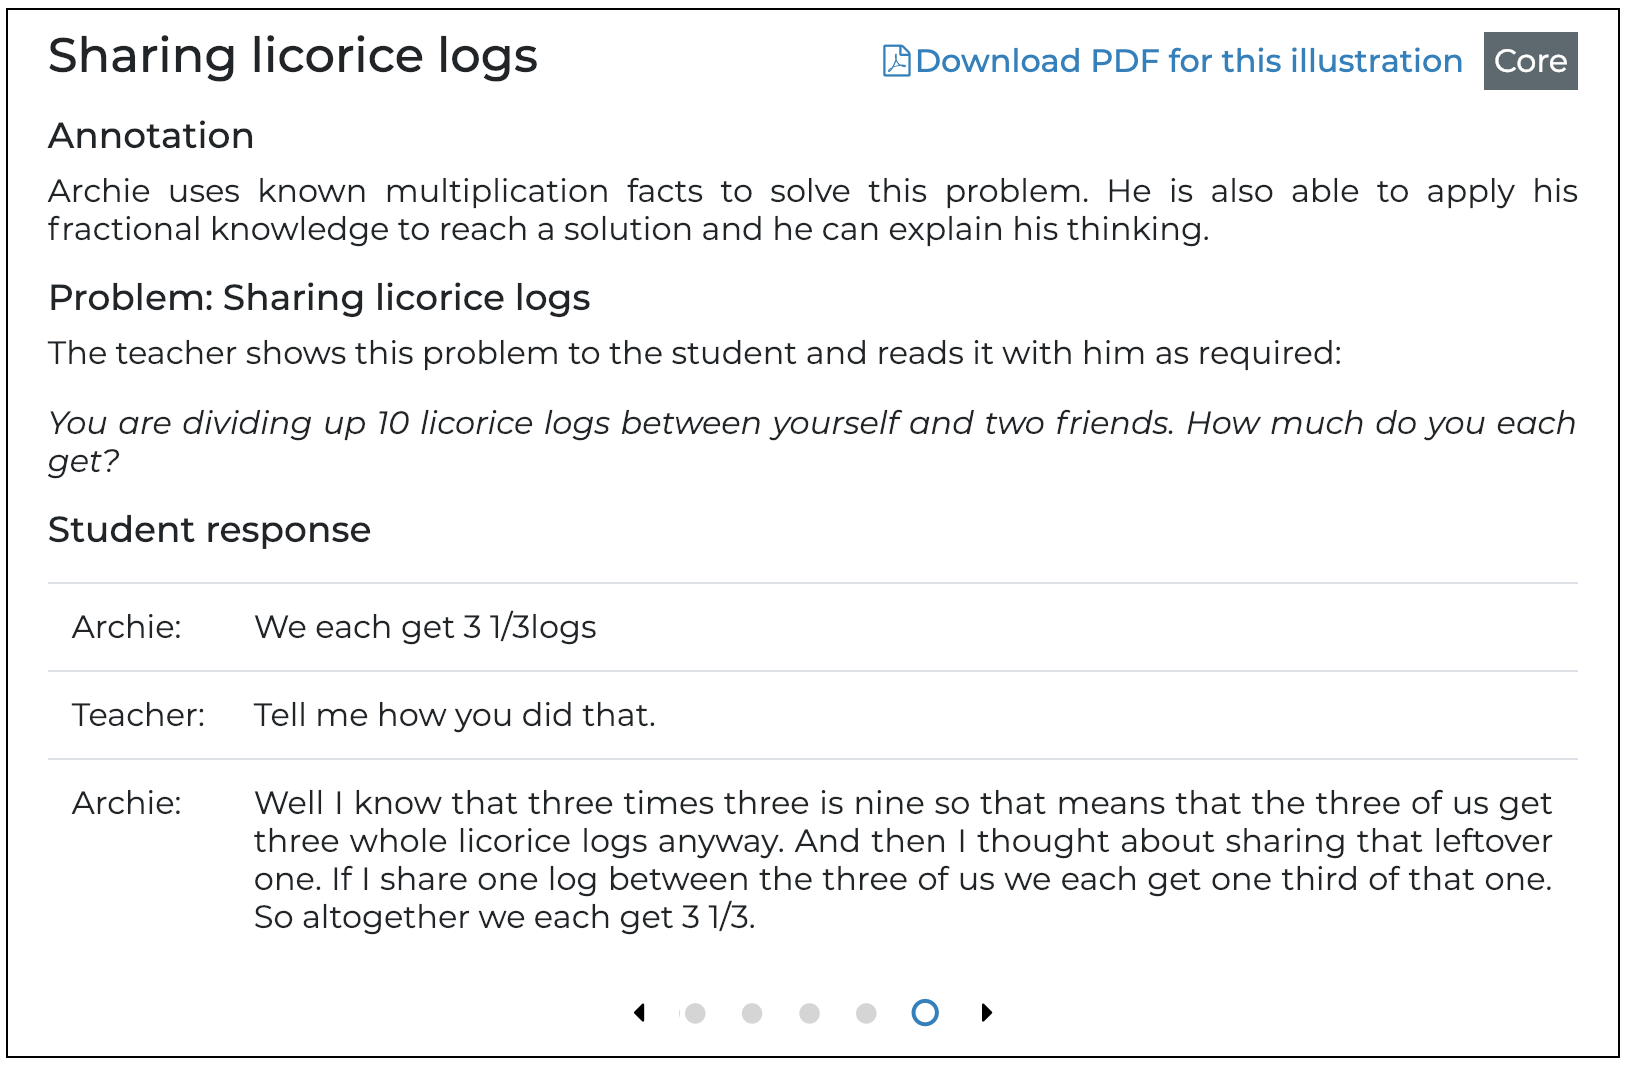 Sharing licorice logs
Download PDF for this illustration
Core
Annotation
Archie uses known multiplication facts to solve this problem. He is also able to apply his
fractional knowledge to reach a solution and he can explain his thinking.
Problem: Sharing licorice logs
The teacher shows this problem to the student and reads it with him as required:
You are dividing up 10 licorice logs between yourself and two friends. How much do you each
get?
Student response
Archie: We each get 3 1/3logs
Teacher: Tell me how you did that.
Archie: Well I know that three times three is nine so that means that the three of us get
three whole licorice logs anyway. And then I thought about sharing that leftover
one. If I share one log between the three of us we each get one third of that one.
So altogether we each get 3 1/3.